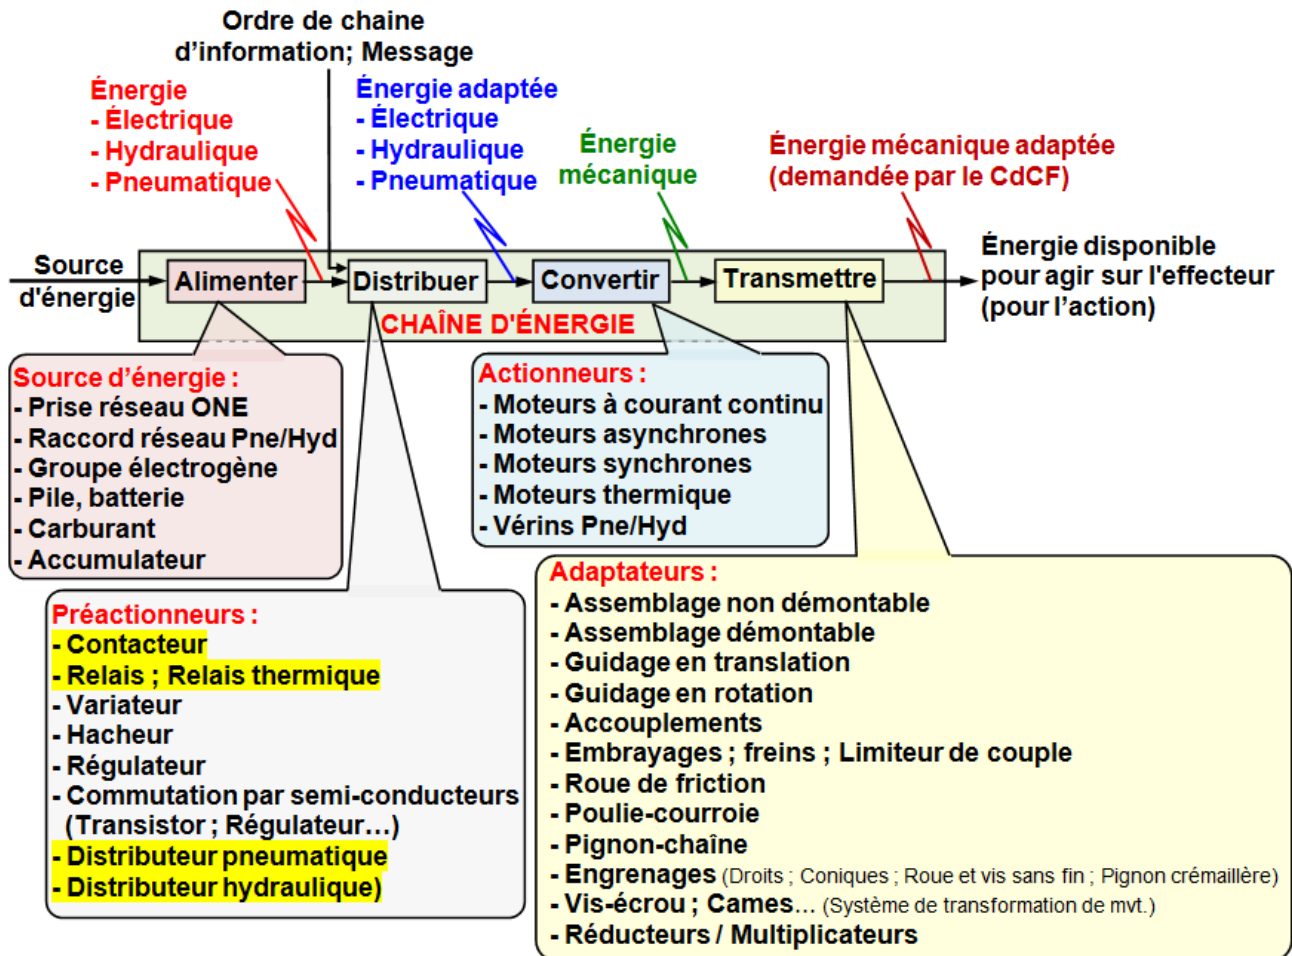 Ordre de chaine
d'information; Message
Énergie
- Électrique
- Hydraulique
- Pneumatique
Énergie adaptée
- Électrique
- Hydraulique
- Pneumatique
Énergie
mécanique
Énergie mécanique adaptée
(demandée par le CdCF)
Source
d'énergie
Alimenter
Distribuer
Convertir
Transmettre
Énergie disponible
pour agir sur l'effecteur
(pour l'action)
CHAÎNE D'ÉNERGIE
Source d'énergie :
- Prise réseau ONE
- Raccord réseau Pne/Hyd
- Groupe électrogène
- Pile, batterie
- Carburant
- Accumulateur
Actionneurs :
- Moteurs à courant continu
- Moteurs asynchrones
- Moteurs synchrones
- Moteurs thermique
- Vérins Pne/Hyd
Préactionneurs :
- Contacteur
- Relais ; Relais thermique
- Variateur
- Hacheur
- Régulateur
- Commutation par semi-conducteurs
(Transistor ; Régulateur...)
- Distributeur pneumatique
- Distributeur hydraulique)
Adaptateurs :
- Assemblage non démontable
- Assemblage démontable
- Guidage en translation
- Guidage en rotation
- Accouplements
- Embrayages ; freins ; Limiteur de couple
- Roue de friction
- Poulie-courroie
- Pignon-chaîne
- Engrenages (Droits ; Coniques ; Roue et vis sans fin ; Pignon crémaillère)
- Vis-écrou ; Cames... (Système de transformation de mvt.)
- Réducteurs / Multiplicateurs